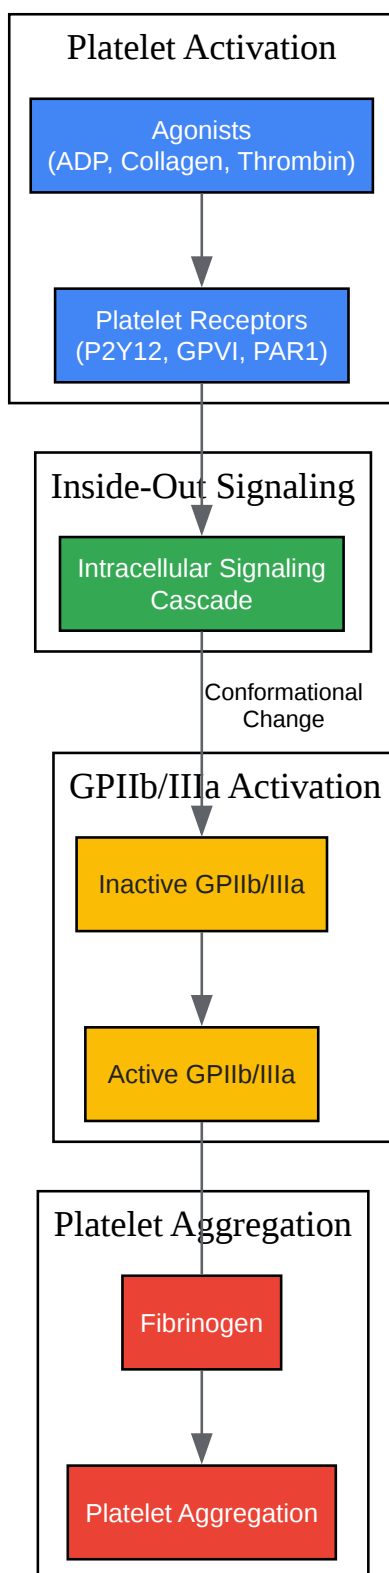 Platelet Activation
Agonists
(ADP, Collagen, Thrombin)
Platelet Receptors
(P2Y12, GPVI, PAR1)
Inside-Out Signaling
Intracellular Signaling
Cascade
Conformational
Change
GPIIb/IIIa Activation
Inactive GPIIb/IIIa
Active GPIIb/IIIa
Platelet Aggregation
Fibrinogen
Platelet Aggregation